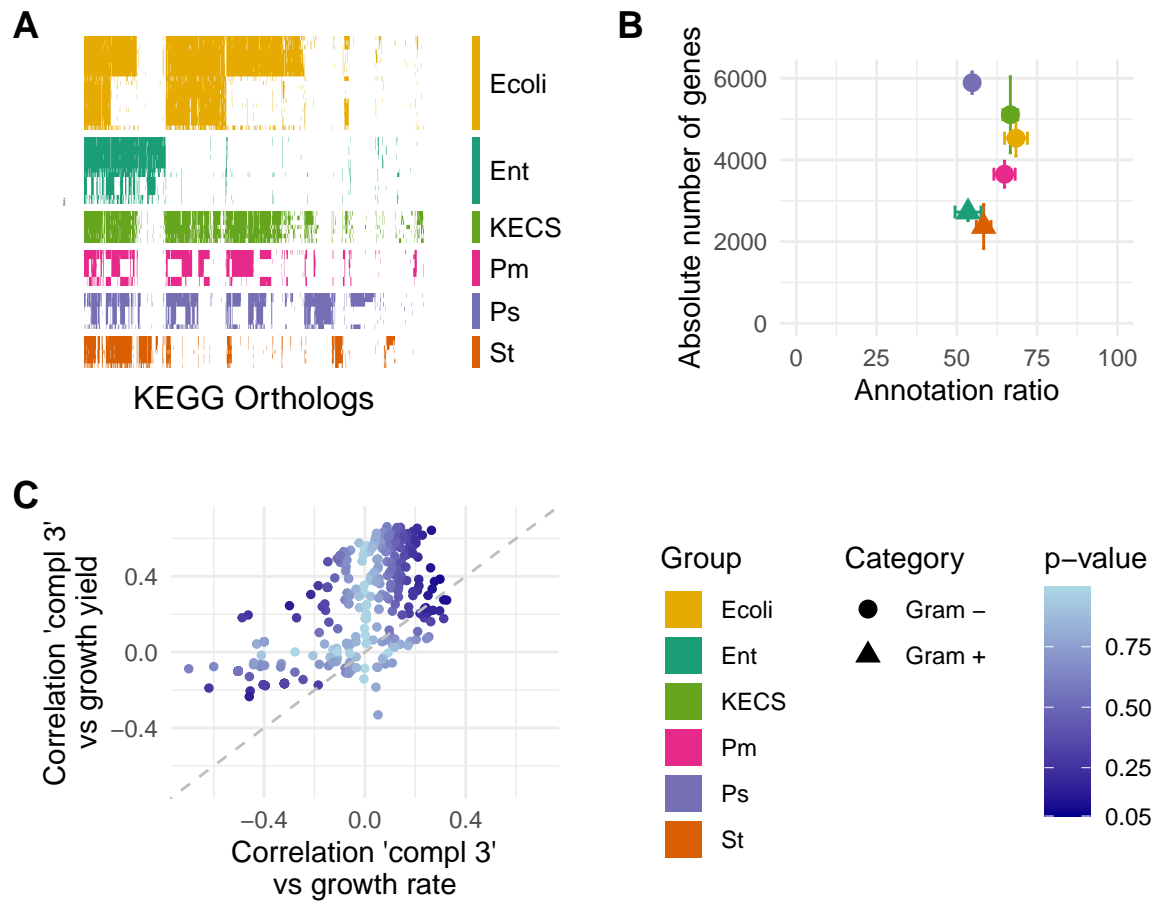 A
Ecoli
Ent
KECS
Pm
Ps
St
KEGG Orthologs
B
Absolute number of genes
6000
4000
2000
0
0 25 50 75 100
Annotation ratio
C
Correlation 'compl 3'
vs growth yield
0.4
0.0
−0.4
−0.4 0.0 0.4
Correlation 'compl 3'
vs growth rate
Group
Ecoli
Ent
KECS
Pm
Ps
St
Category
Gram −
Gram +
p−value
0.75
0.50
0.25
0.05